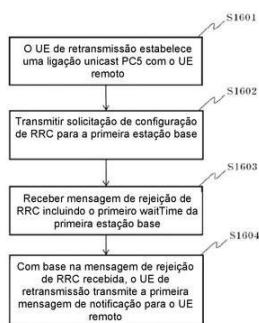 S1601
O UE de retransmissão estabelece
uma ligação unicast PC5 com o UE
remoto
S1602
Transmitir solicitação de configuração
de RRC para a primeira estação base
S1603
Receber mensagem de rejeição de
RRC incluindo o primeiro waitTime da
primeira estação base
S1604
Com base na mensagem de rejeição
de RRC recebida, o UE de
retransmissão transmite a primeira
mensagem de notificação para o UE
remoto